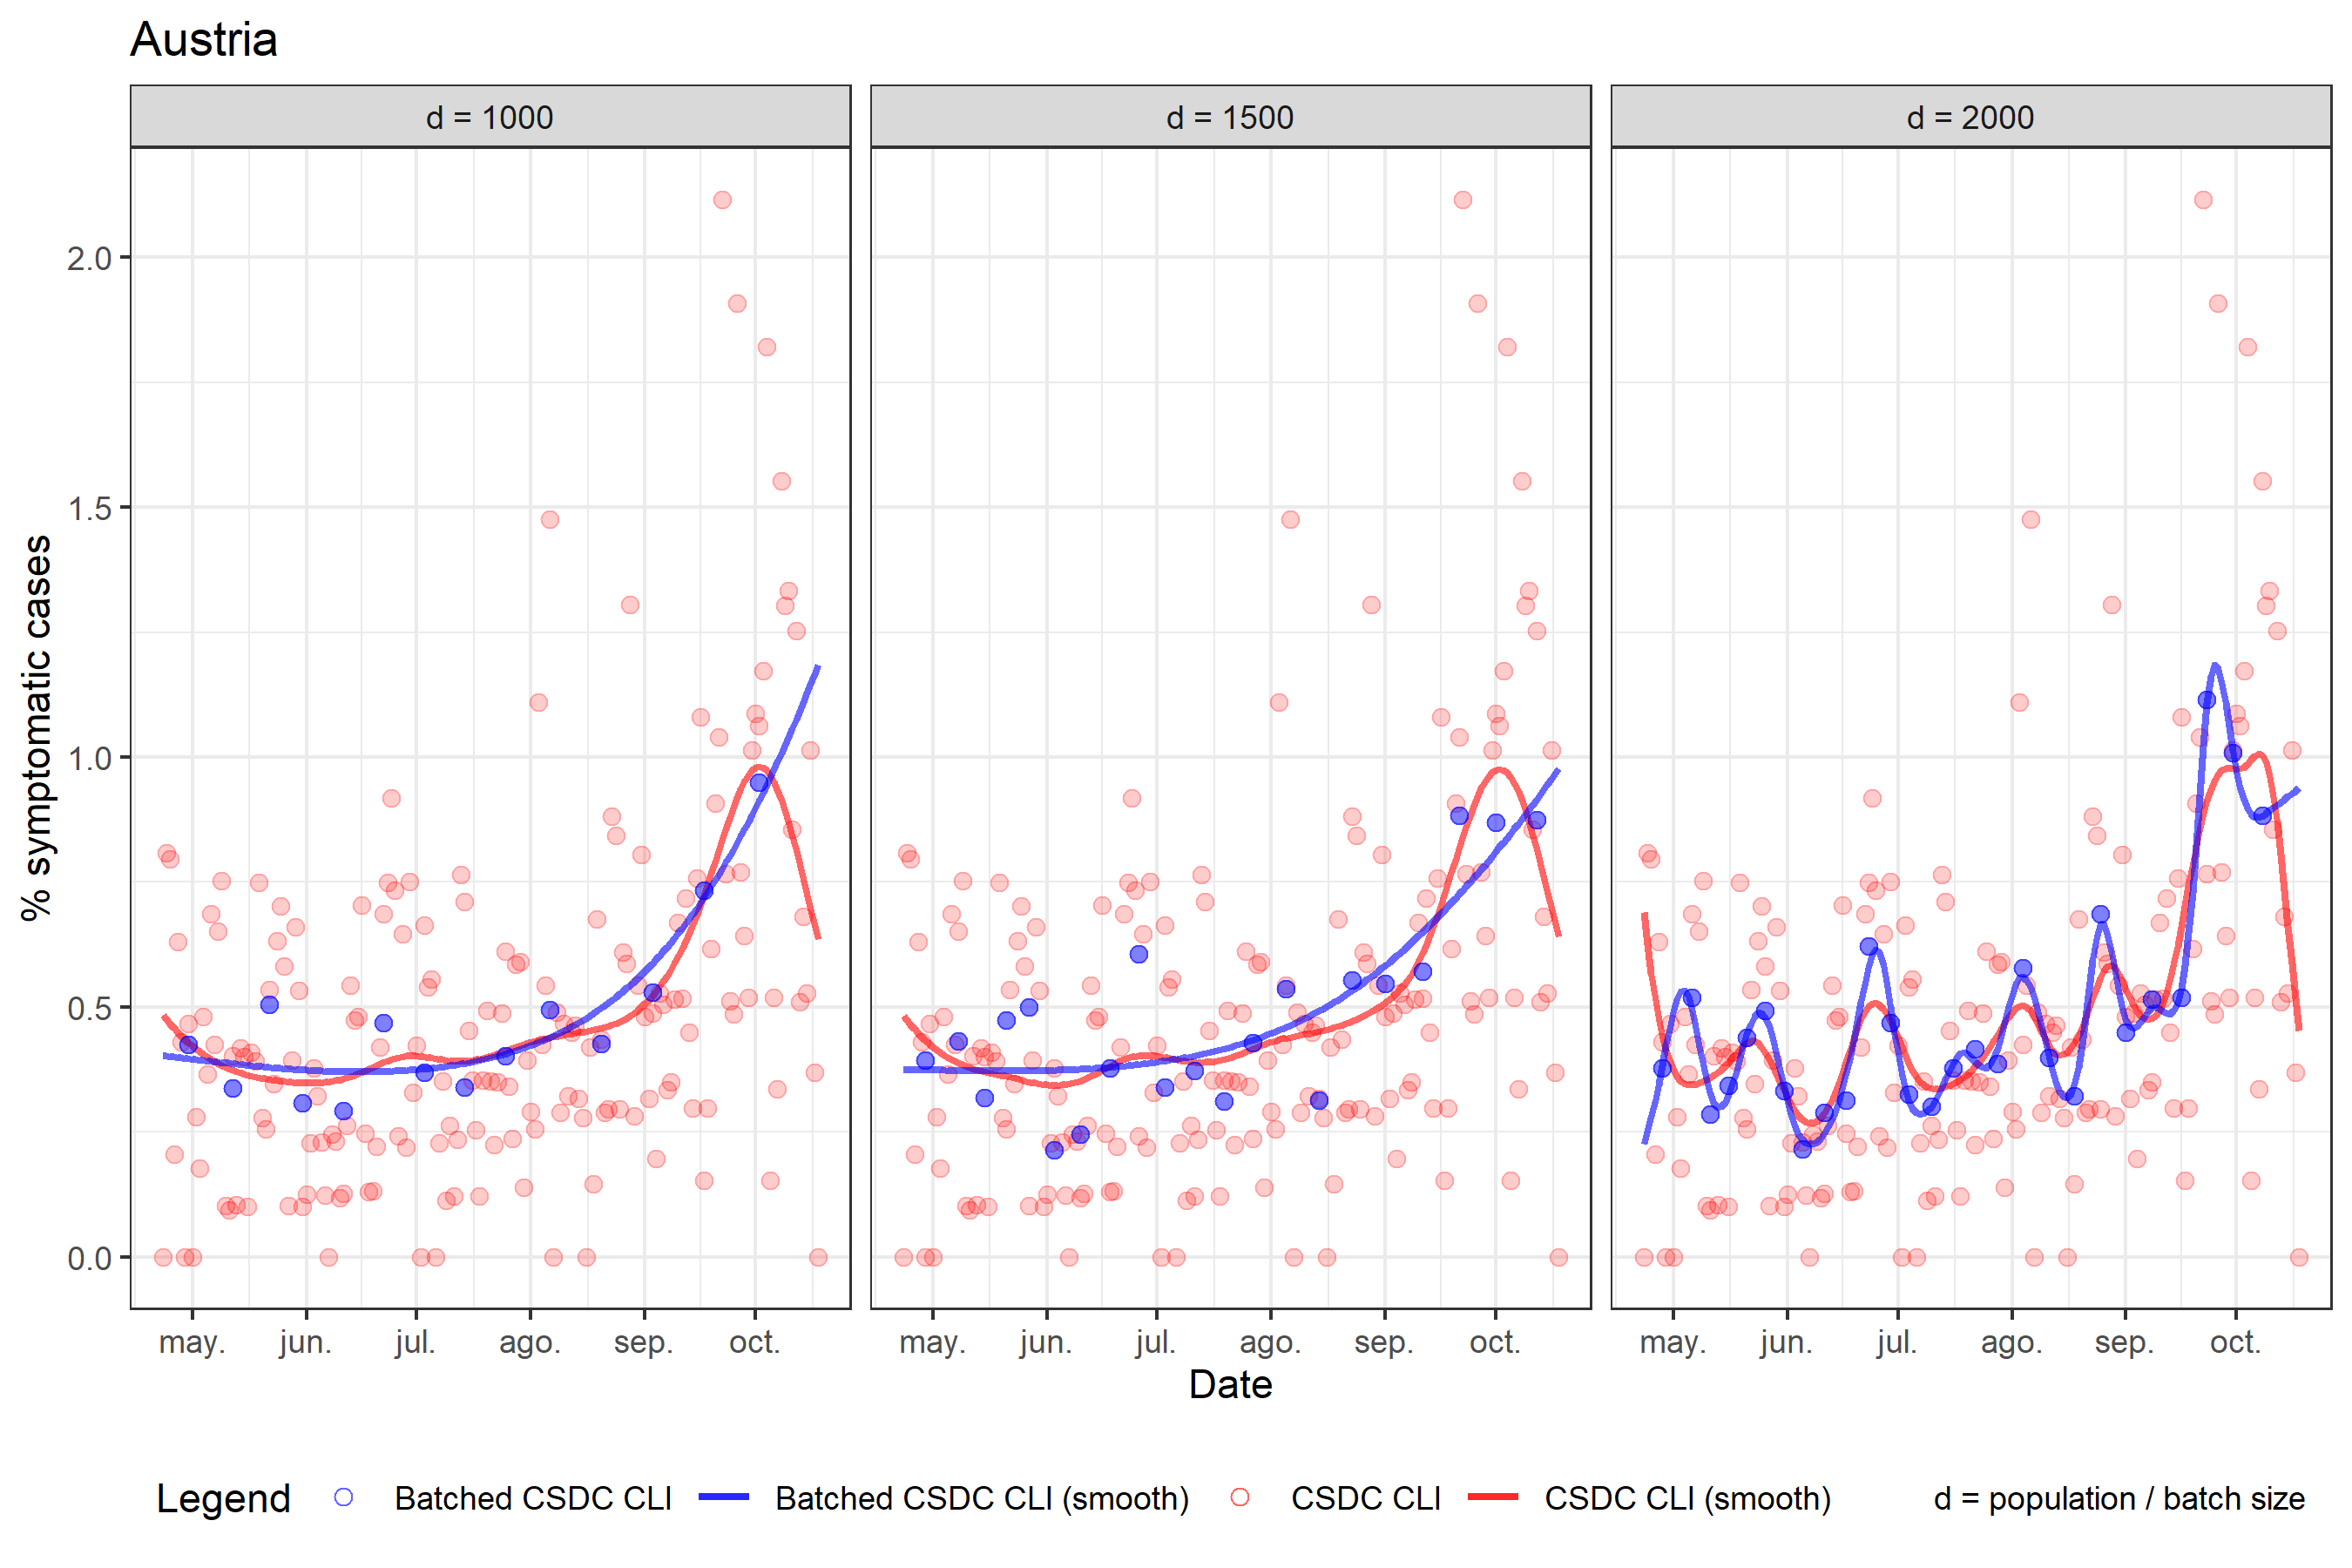 Austria
d = 1000
d = 1500
d = 2000
% symptomatic cases
2.0
1.5
1.0
0.5
0.0
may. jun. jul. ago. sep. oct.
may. jun. jul. ago. sep. oct.
may. jun. jul. ago. sep. oct.
Date
Legend Batched CSDC CLI Batched CSDC CLI (smooth) CSDC CLI CSDC CLI (smooth) d = population / batch size